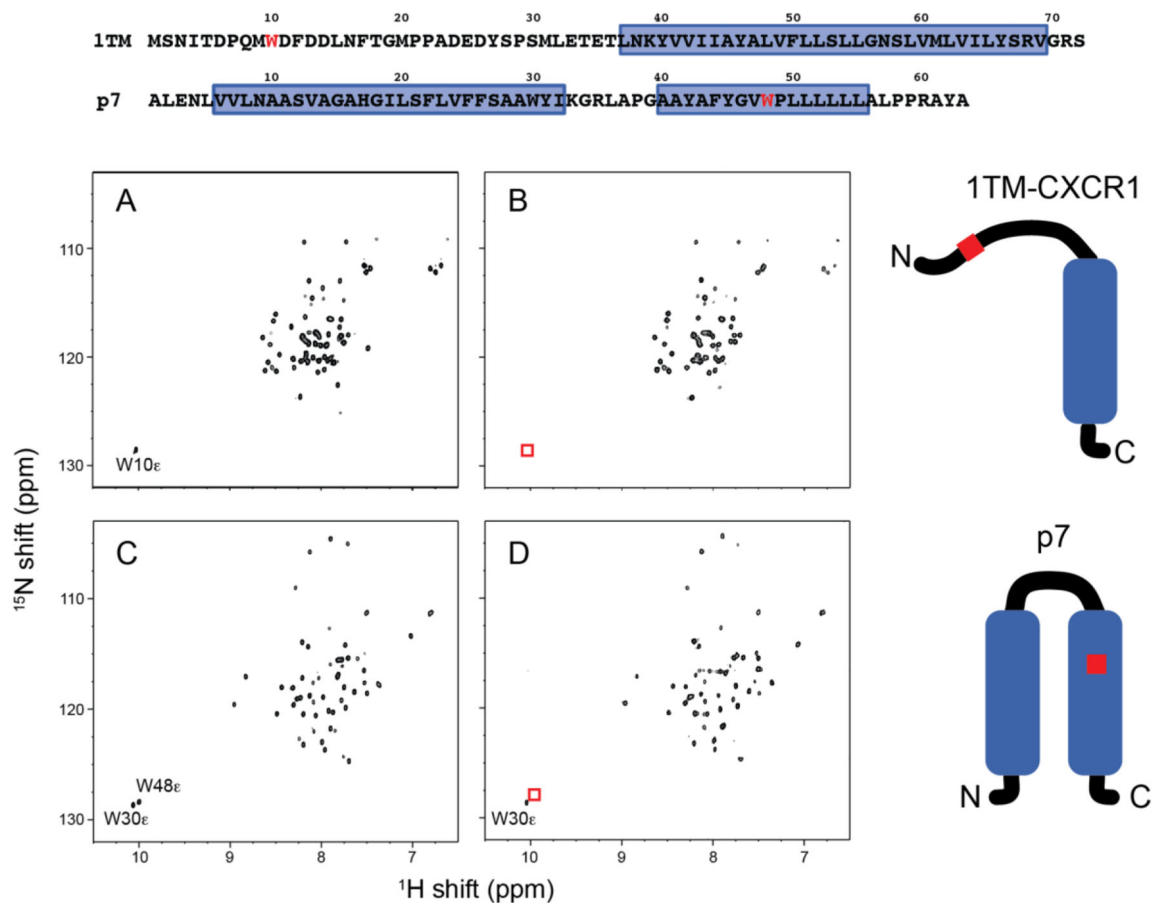 10 20 30 40 50 60 70
1TM MSNITDPQMWDFDDLNFTGMPPADEDYSPSMLETETLNKYVVIIAYALVFLLSLLGNSLVMLVILYSRVGRS
10 20 30 40 50 60
p7 ALENLVVLNAASVAGAHGILSFLVFFSAAWYIKGRLAPGAAYAFYGVWPLLLLLLALPPRAYA
A
110
120
130
W10ε
B
1TM-CXCR1
N
C
C
110
120
130
W48ε
W30ε
10 9 8 7
D
W30ε
10 9 8 7
p7
N
C
¹⁵N shift (ppm)
¹H shift (ppm)